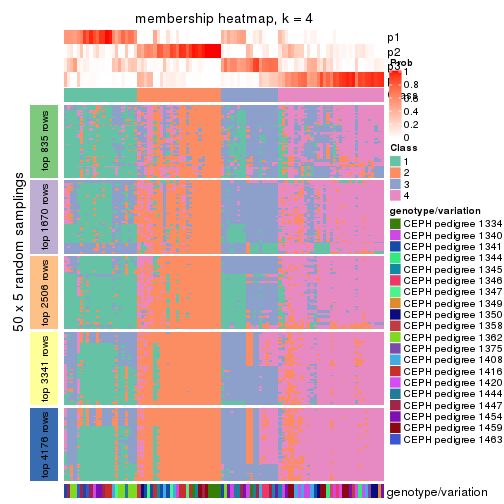 membership heatmap, k = 4
p1
p2
p3
Prob
1
0.8
0.6
0.4
0.2
0
Class
1
2
3
4
genotype/variation
CEPH pedigree 1334
CEPH pedigree 1340
CEPH pedigree 1341
CEPH pedigree 1344
CEPH pedigree 1345
CEPH pedigree 1346
CEPH pedigree 1347
CEPH pedigree 1349
CEPH pedigree 1350
CEPH pedigree 1358
CEPH pedigree 1362
CEPH pedigree 1375
CEPH pedigree 1408
CEPH pedigree 1416
CEPH pedigree 1420
CEPH pedigree 1444
CEPH pedigree 1447
CEPH pedigree 1454
CEPH pedigree 1459
CEPH pedigree 1463
50 x 5 random samplings
top 835 rows
top 1670 rows
top 2506 rows
top 3341 rows
top 4176 rows
genotype/variation